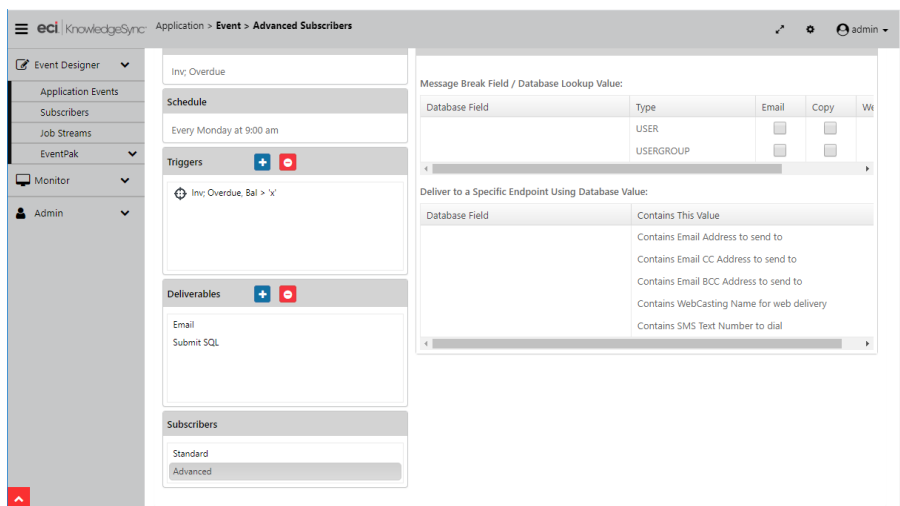 eci KnowledgeSync
Application > Event > Advanced Subscribers
admin
Event Designer
Application Events
Subscribers
Job Streams
EventPak
Monitor
Admin
Inv; Overdue
Schedule
Every Monday at 9:00 am
Triggers
Inv; Overdue, Bal > 'x'
Deliverables
Email
Submit SQL
Subscribers
Standard
Advanced
Message Break Field / Database Lookup Value:
Database Field Type Email Copy We
USER
USERGROUP
Deliver to a Specific Endpoint Using Database Value:
Database Field Contains This Value
Contains Email Address to send to
Contains Email CC Address to send to
Contains Email BCC Address to send to
Contains WebCasting Name for web delivery
Contains SMS Text Number to dial